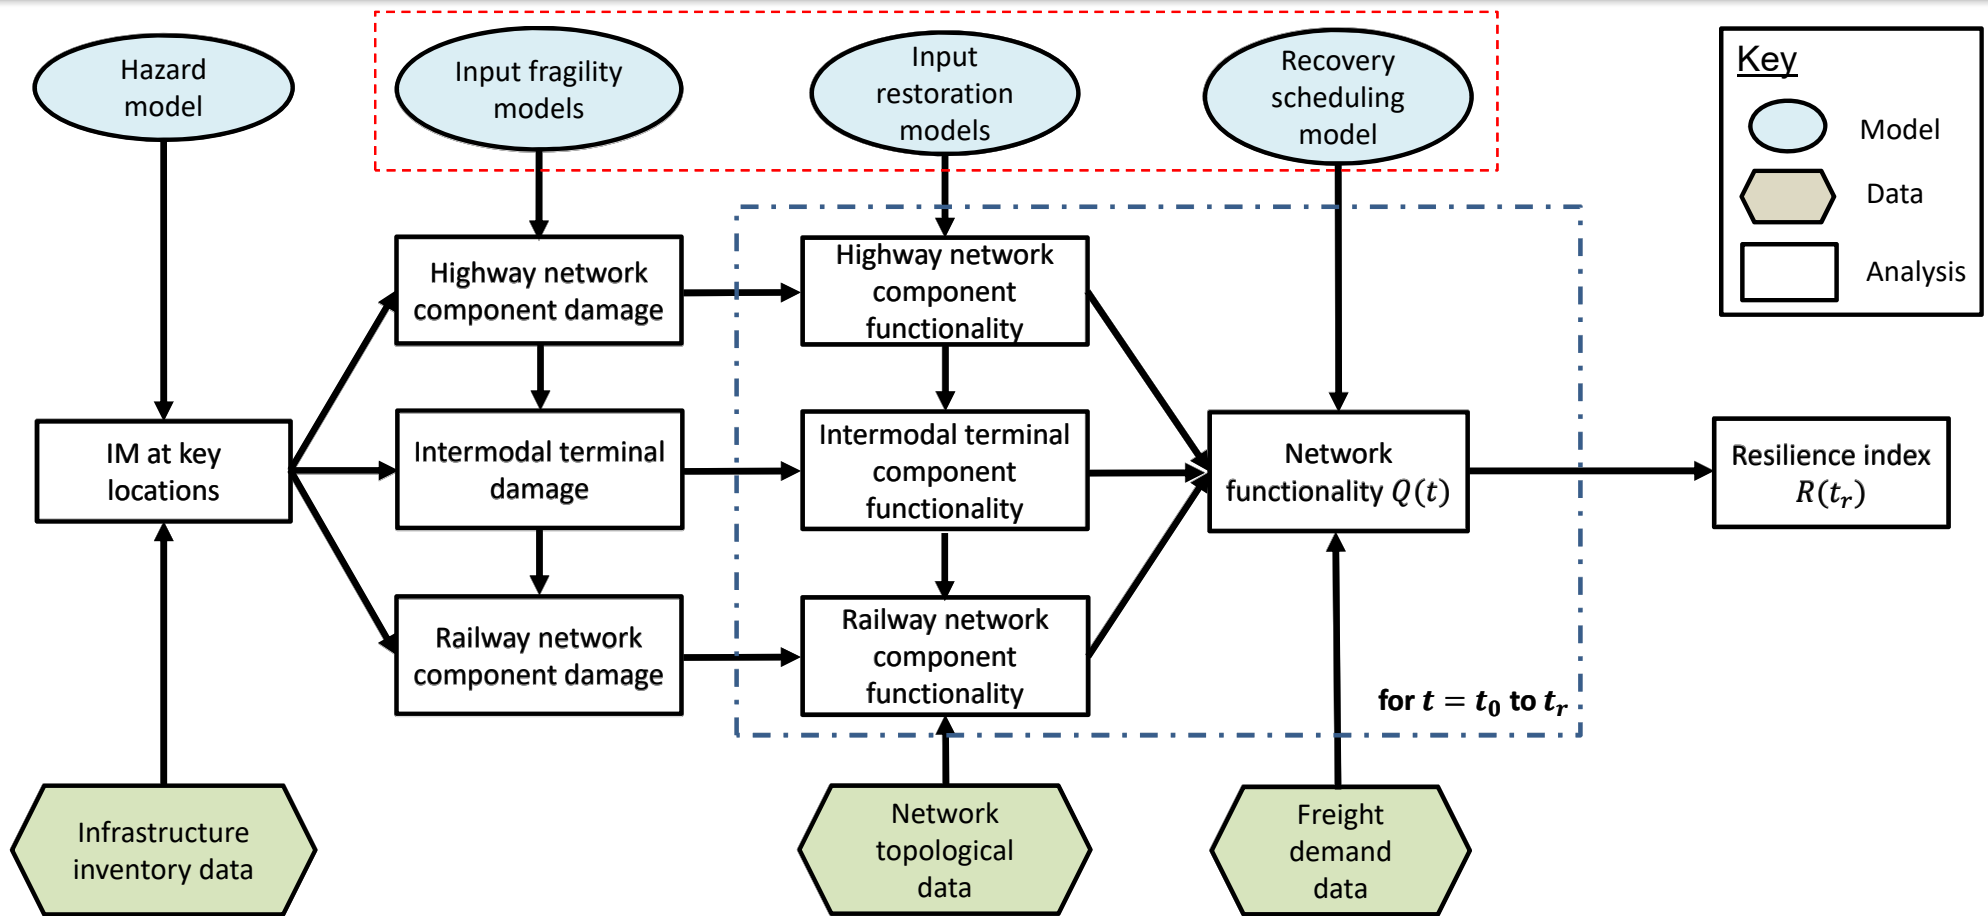 Hazard
model
Input fragility
models
Input
restoration
models
Recovery
scheduling
model
Key
Model
Data
Analysis
Highway network
component damage
Highway network
component
functionality
IM at key
locations
Intermodal terminal
damage
Intermodal terminal
component
functionality
Network
functionality Q(t)
Resilience index
R(t_r)
Railway network
component damage
Railway network
component
functionality
for t = t_0 to t_r
Infrastructure
inventory data
Network
topological
data
Freight
demand
data